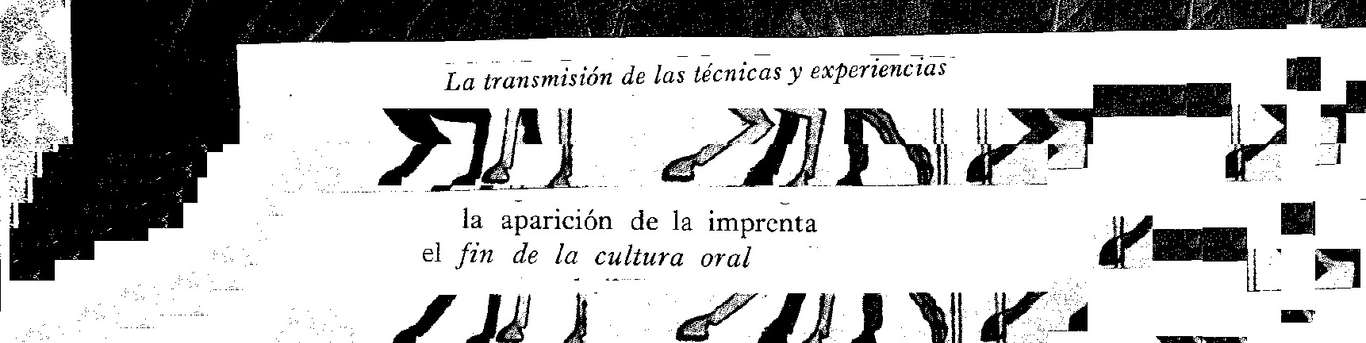 La transmisión de las técnicas y experiencias
la aparición de la imprenta
el fin de la cultura oral